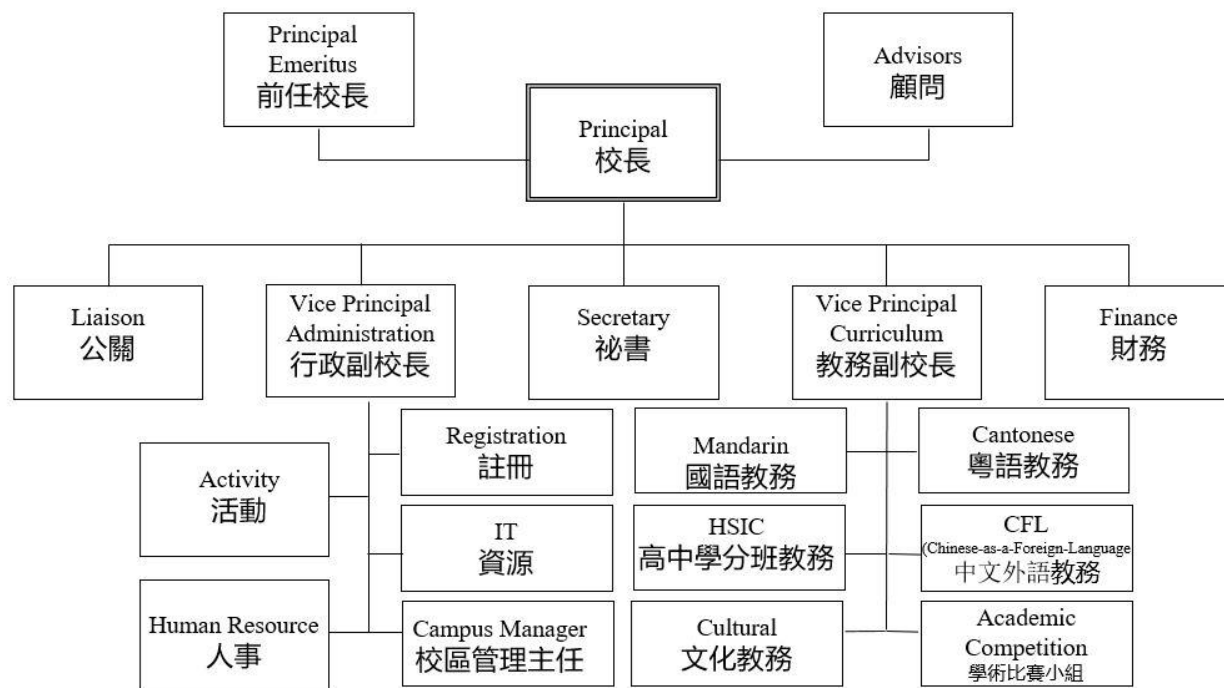 Principal
Emeritus
前任校長
Advisors
顧問
Principal
校長
Liaison
公關
Vice Principal
Administration
行政副校長
Secretary
祕書
Vice Principal
Curriculum
教務副校長
Finance
財務
Activity
活動
Registration
註冊
Mandarin
國語教務
Cantonese
粵語教務
IT
資源
HSIC
高中學分班教務
CFL
(Chinese-as-a-Foreign-Language
中文外語教務
Human Resource
人事
Campus Manager
校區管理主任
Cultural
文化教務
Academic
Competition
學術比賽小組